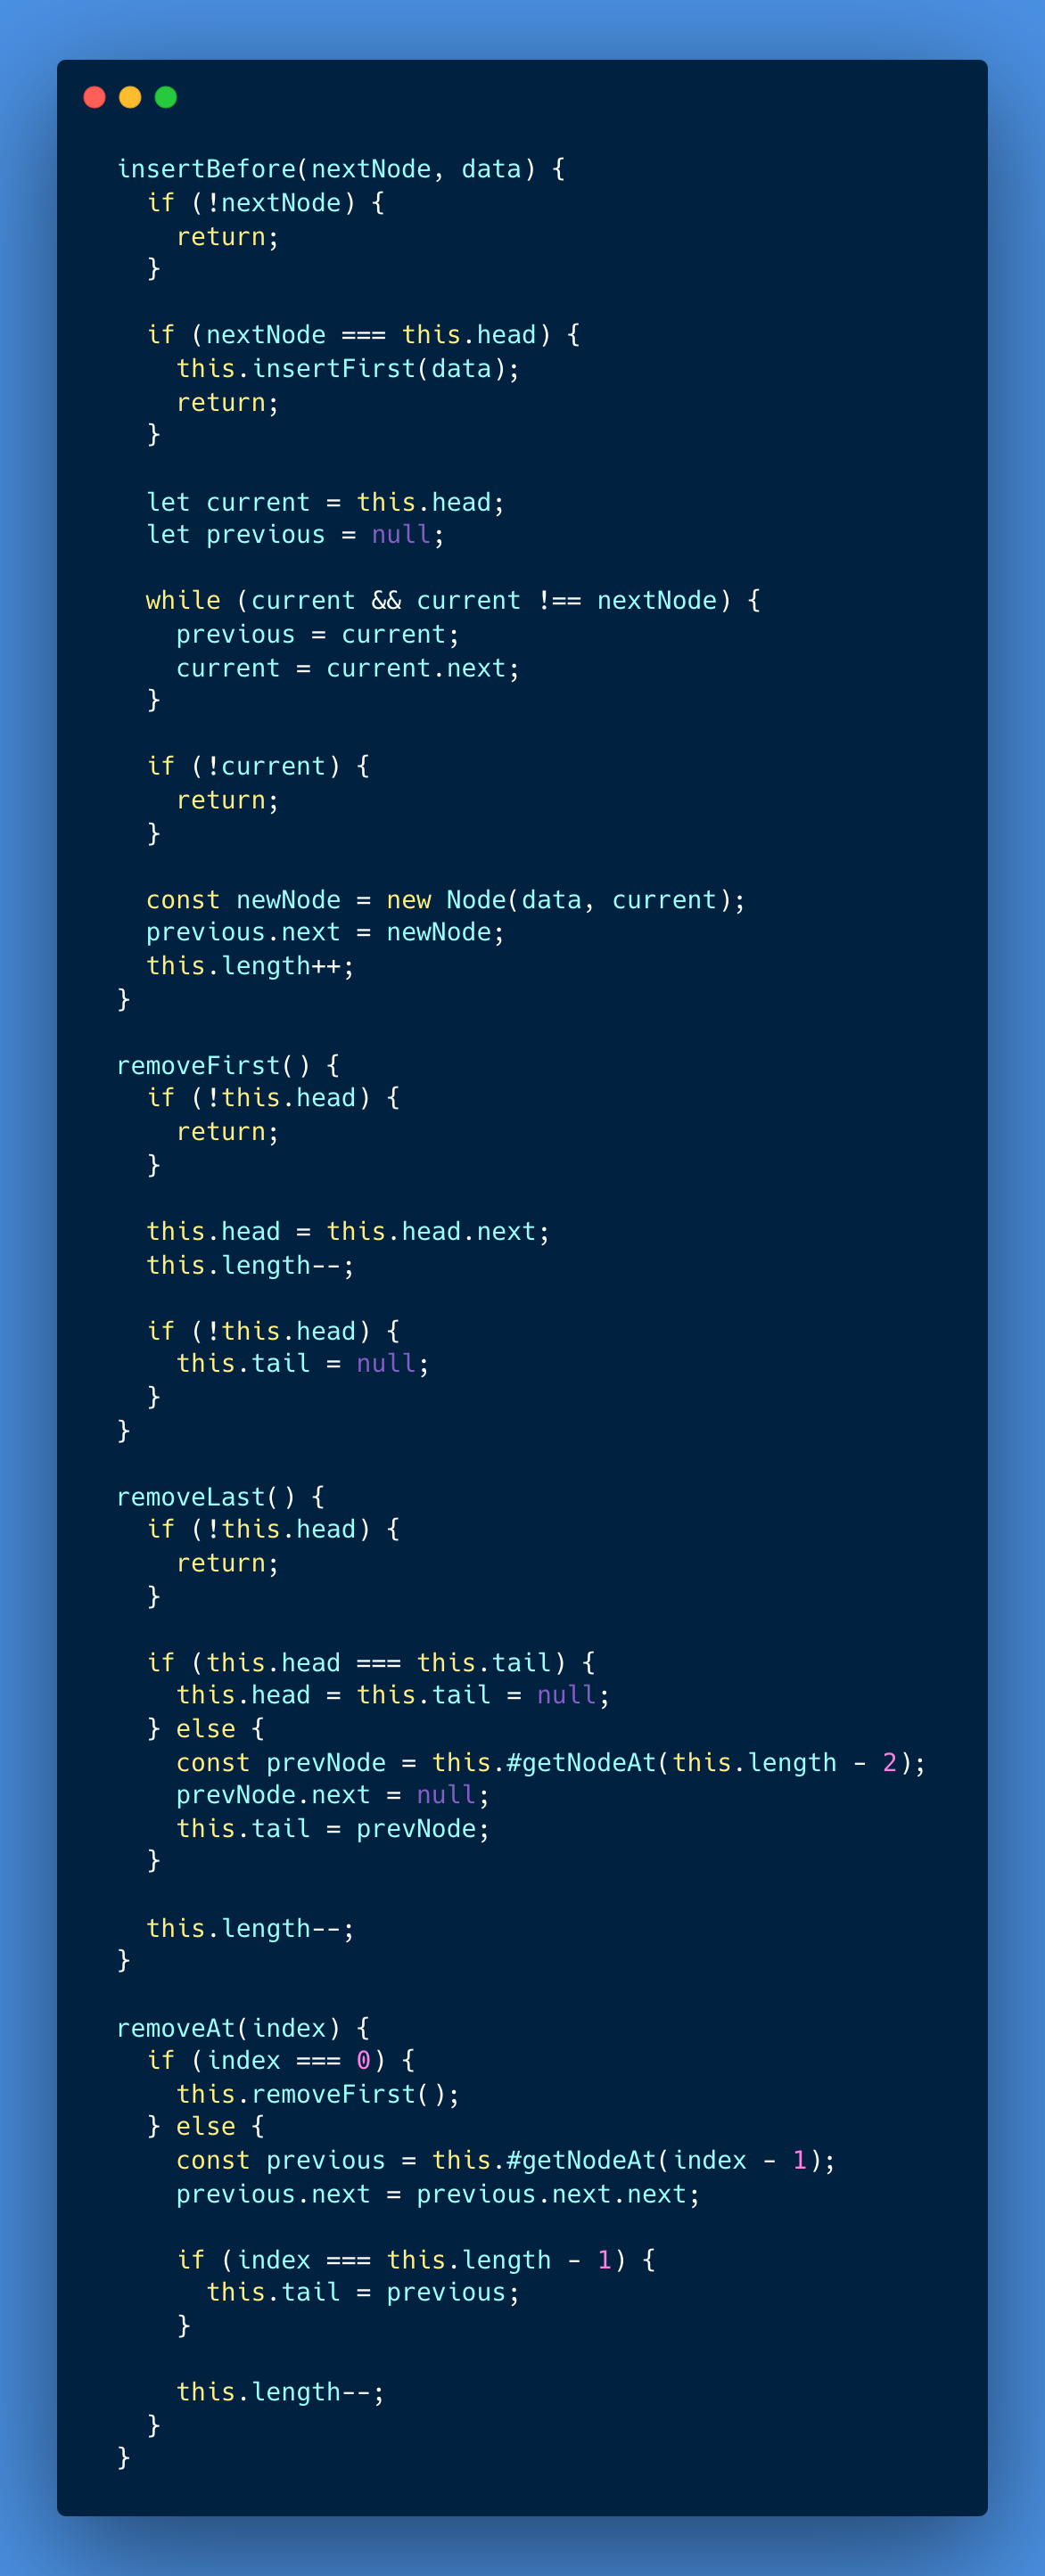 insertBefore(nextNode, data) {
  if (!nextNode) {
    return;
  }

  if (nextNode === this.head) {
    this.insertFirst(data);
    return;
  }

  let current = this.head;
  let previous = null;

  while (current && current !== nextNode) {
    previous = current;
    current = current.next;
  }

  if (!current) {
    return;
  }

  const newNode = new Node(data, current);
  previous.next = newNode;
  this.length++;
}

removeFirst() {
  if (!this.head) {
    return;
  }

  this.head = this.head.next;
  this.length--;

  if (!this.head) {
    this.tail = null;
  }
}

removeLast() {
  if (!this.head) {
    return;
  }

  if (this.head === this.tail) {
    this.head = this.tail = null;
  } else {
    const prevNode = this.#getNodeAt(this.length - 2);
    prevNode.next = null;
    this.tail = prevNode;
  }

  this.length--;
}

removeAt(index) {
  if (index === 0) {
    this.removeFirst();
  } else {
    const previous = this.#getNodeAt(index - 1);
    previous.next = previous.next.next;

    if (index === this.length - 1) {
      this.tail = previous;
    }

    this.length--;
  }
}